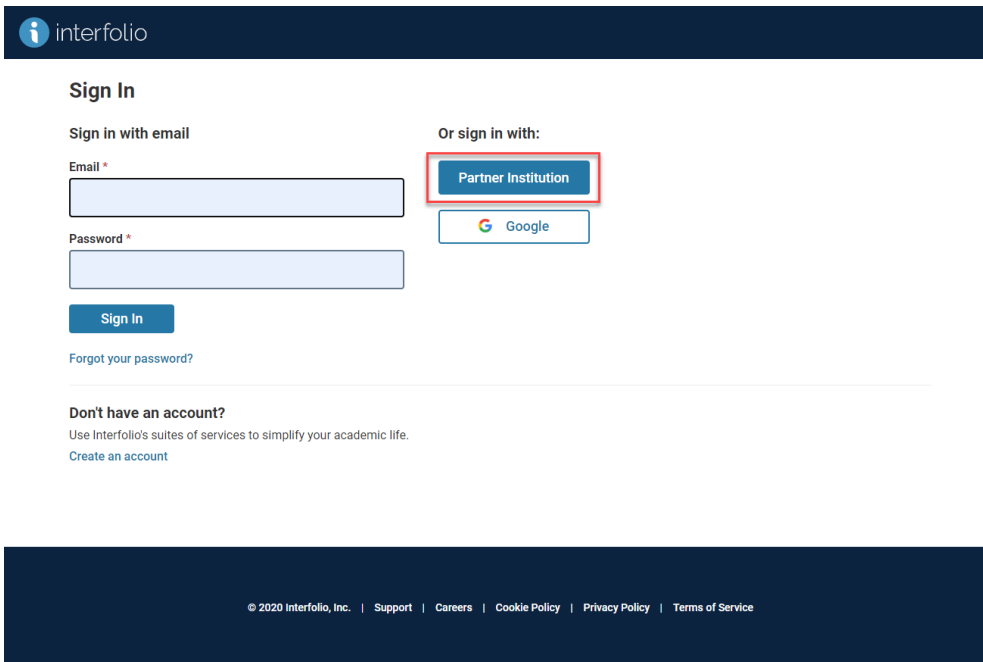 interfolio
Sign In
Sign in with email
Email *
Password *
Sign In
Forgot your password?
Or sign in with:
Partner Institution
Google
Don't have an account?
Use Interfolio's suites of services to simplify your academic life.
Create an account
© 2020 Interfolio, Inc. | Support | Careers | Cookie Policy | Privacy Policy | Terms of Service